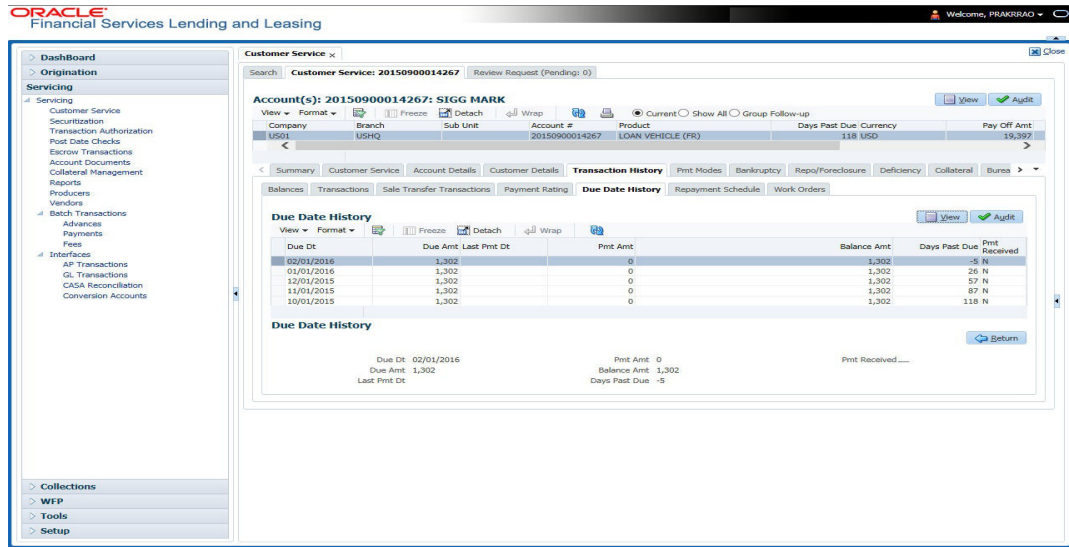 ORACLE®
Financial Services Lending and Leasing
Welcome, PRAKRRAO
DashBoard
Origination
Servicing
Servicing
Customer Service
Securitization
Transaction Authorization
Post Date Checks
Escrow Transactions
Account Documents
Collateral Management
Reports
Producers
Vendors
Batch Transactions
Advances
Payments
Fees
Interfaces
AP Transactions
GL Transactions
CASA Reconciliation
Conversion Accounts
Collections
WFP
Tools
Setup
Customer Service x
Close
Search Customer Service: 20150900014267 Review Request (Pending: 0)
Account(s): 20150900014267: SIGG MARK
View Audit
View Format Freeze Detach Wrap Current Show All Group Follow-up
Company Branch Sub Unit Account # Product Days Past Due Currency Pay Off Amt
US01 USHQ 20150900014267 LOAN VEHICLE (FR) 118 USD 19,397
Summary Customer Service Account Details Customer Details Transaction History Pmt Modes Bankruptcy Repo/Foreclosure Deficiency Collateral Burea
Balances Transactions Sale Transfer Transactions Payment Rating Due Date History Repayment Schedule Work Orders
Due Date History
View Audit
View Format Freeze Detach Wrap
Due Dt Due Amt Last Pmt Dt Pmt Amt Balance Amt Days Past Due Pmt Received
02/01/2016 1,302 0 1,302 -5 N
01/01/2016 1,302 0 1,302 26 N
12/01/2015 1,302 0 1,302 57 N
11/01/2015 1,302 0 1,302 87 N
10/01/2015 1,302 0 1,302 118 N
Due Date History
Return
Due Dt 02/01/2016 Pmt Amt 0 Pmt Received
Due Amt 1,302 Balance Amt 1,302
Last Pmt Dt Days Past Due -5